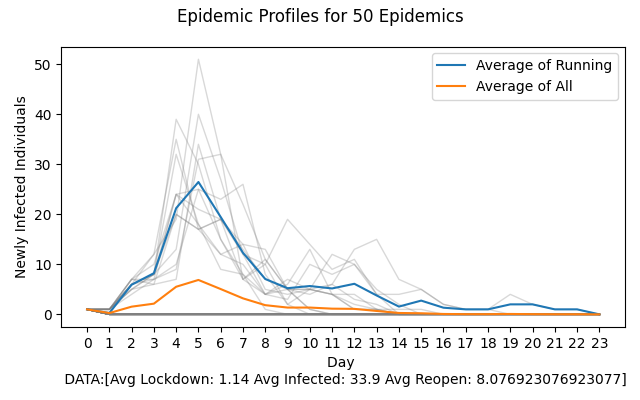 Epidemic Profiles for 50 Epidemics
Average of Running
Average of All
Newly Infected Individuals
50
40
30
20
10
0
0 1 2 3 4 5 6 7 8 9 10 11 12 13 14 15 16 17 18 19 20 21 22 23
Day
DATA:[Avg Lockdown: 1.14 Avg Infected: 33.9 Avg Reopen: 8.076923076923077]